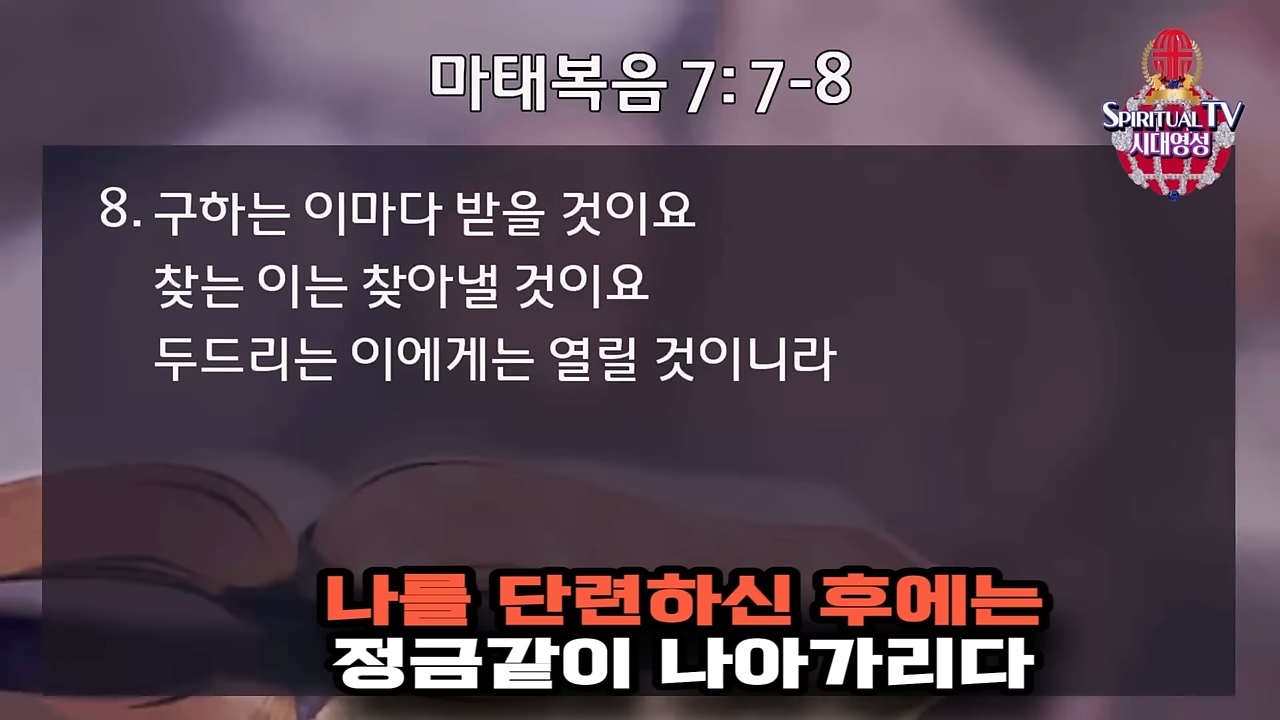 마태복음 7:7-8
SPIRITUAL TV
시대영성
8. 구하는 이마다 받을 것이요
찾는 이는 찾아낼 것이요
두드리는 이에게는 열릴 것이니라
나를 단련하신 후에는
정금같이 나아가리다